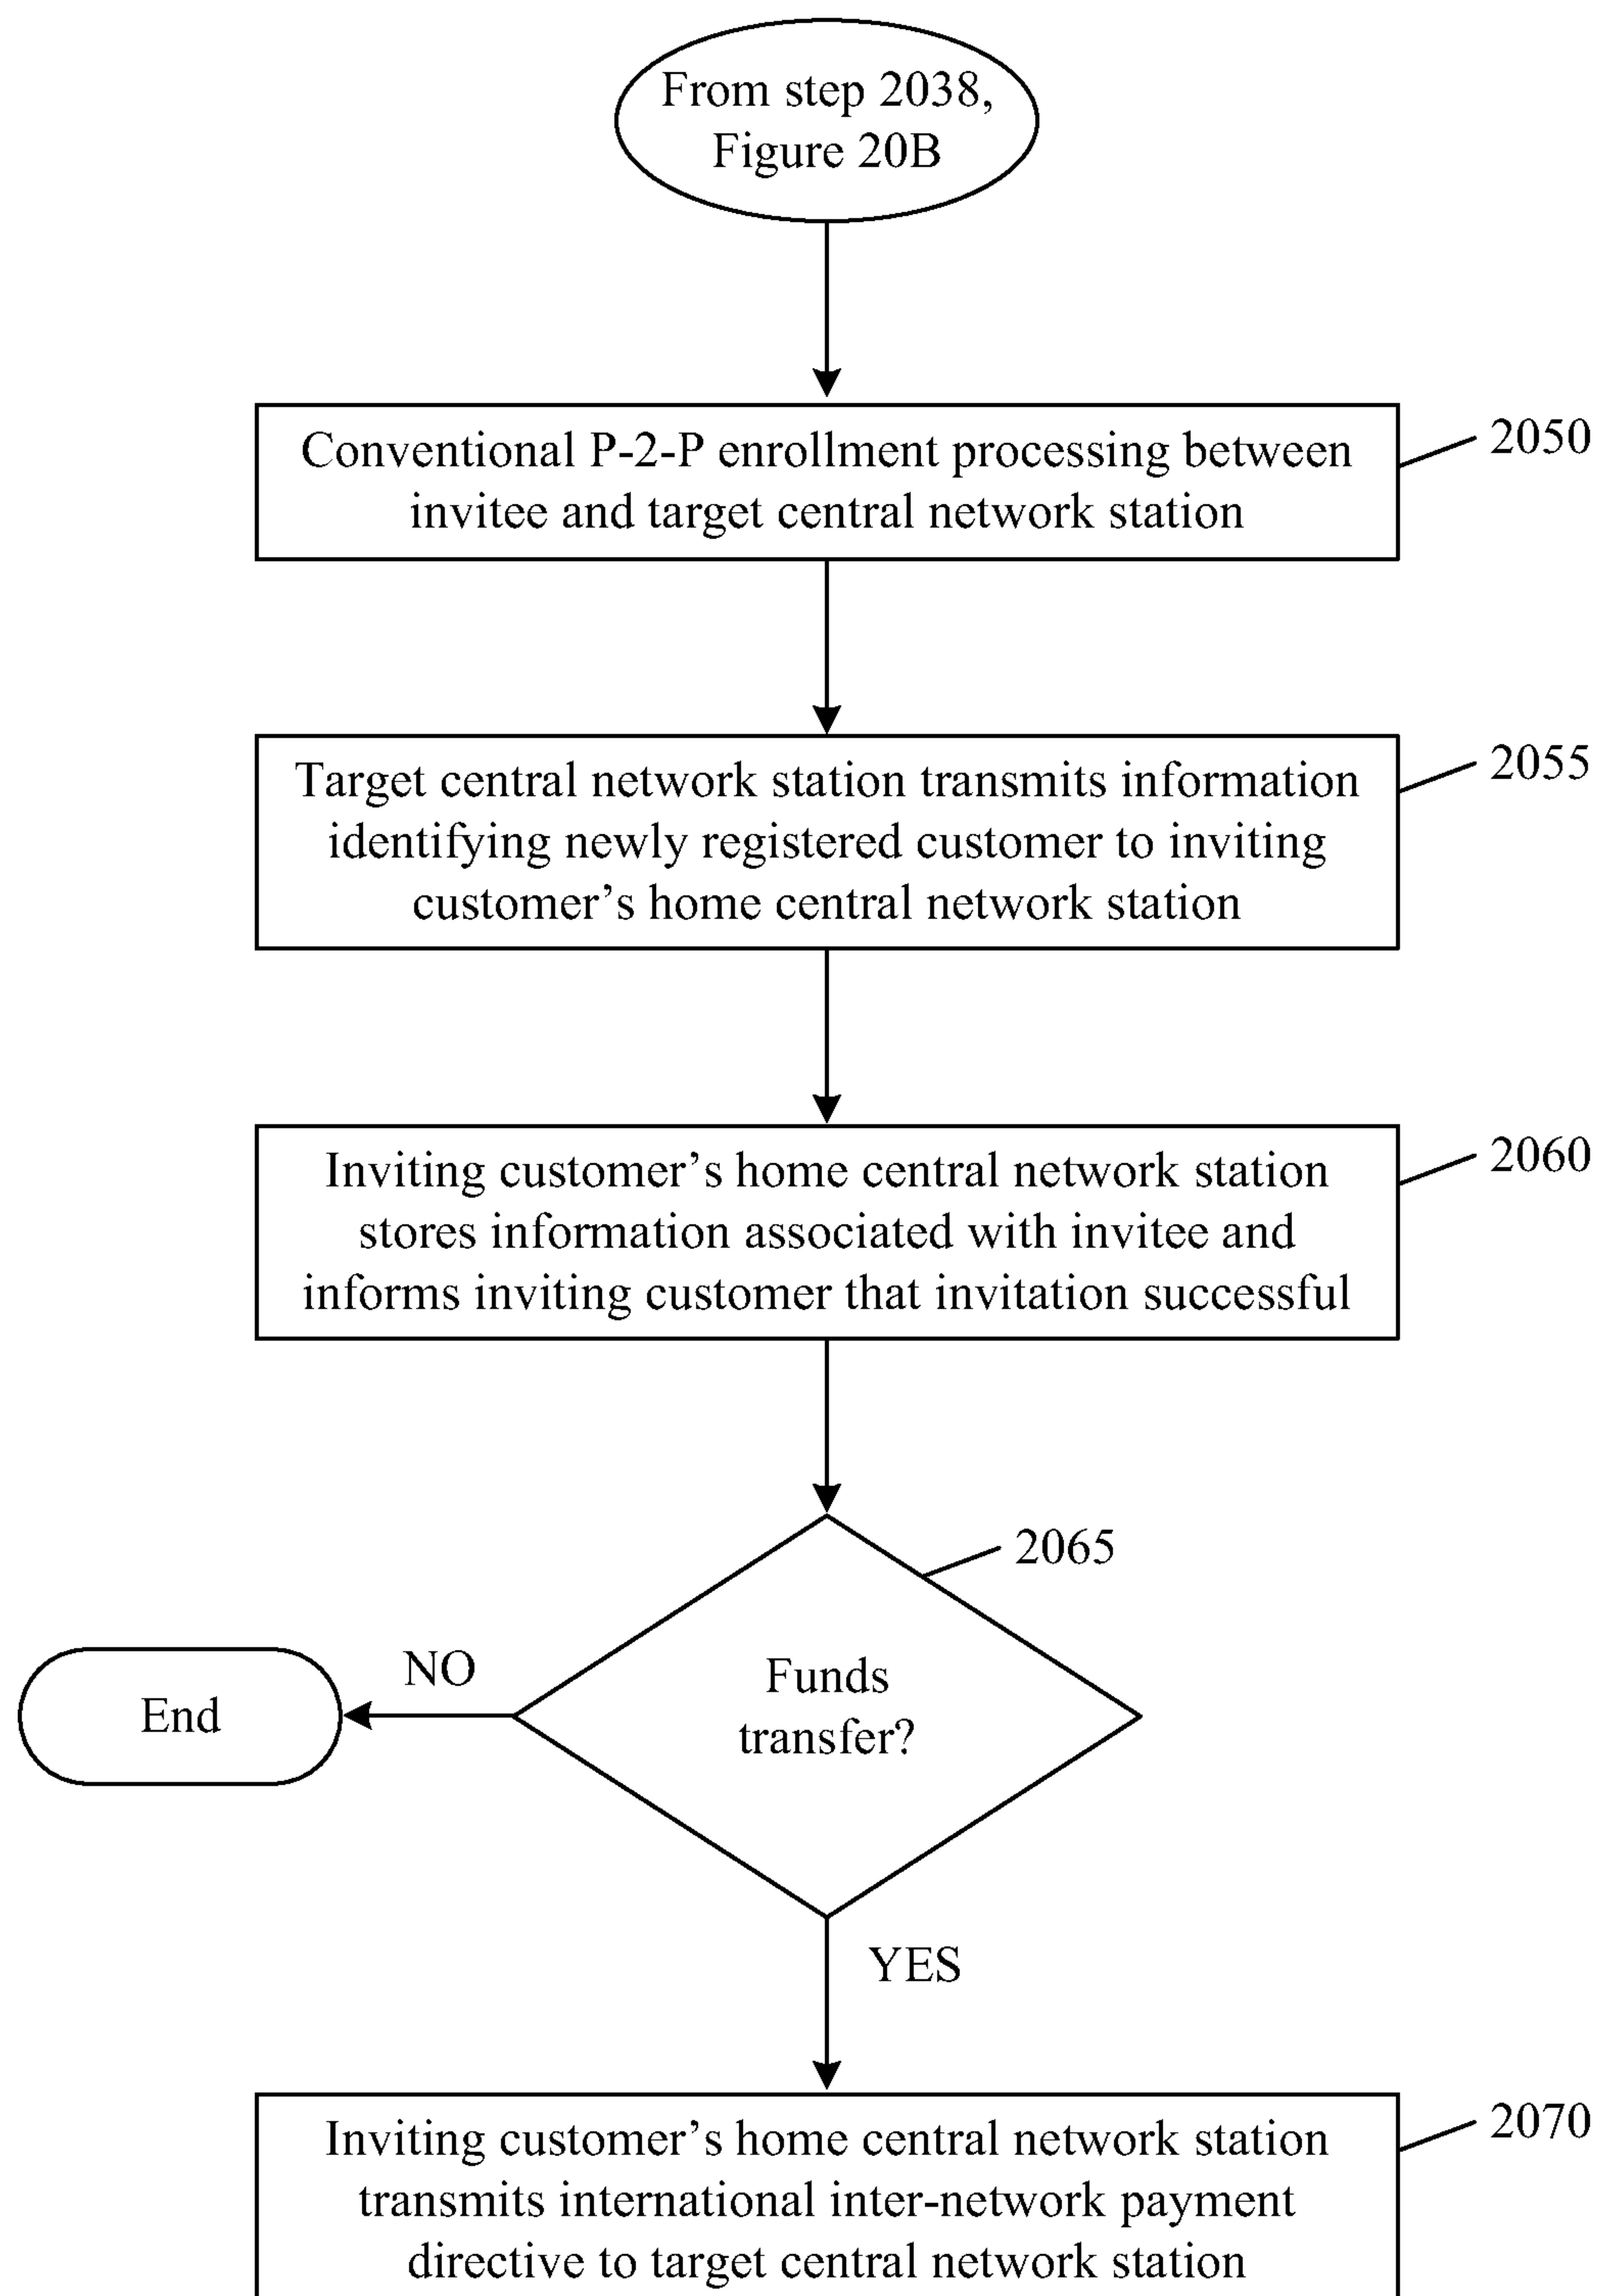 From step 2038,
Figure 20B
Conventional P-2-P enrollment processing between
invitee and target central network station
2050
Target central network station transmits information
identifying newly registered customer to inviting
customer’s home central network station
2055
Inviting customer’s home central network station
stores information associated with invitee and
informs inviting customer that invitation successful
2060
Funds
transfer?
2065
NO
End
YES
Inviting customer’s home central network station
transmits international inter-network payment
directive to target central network station
2070